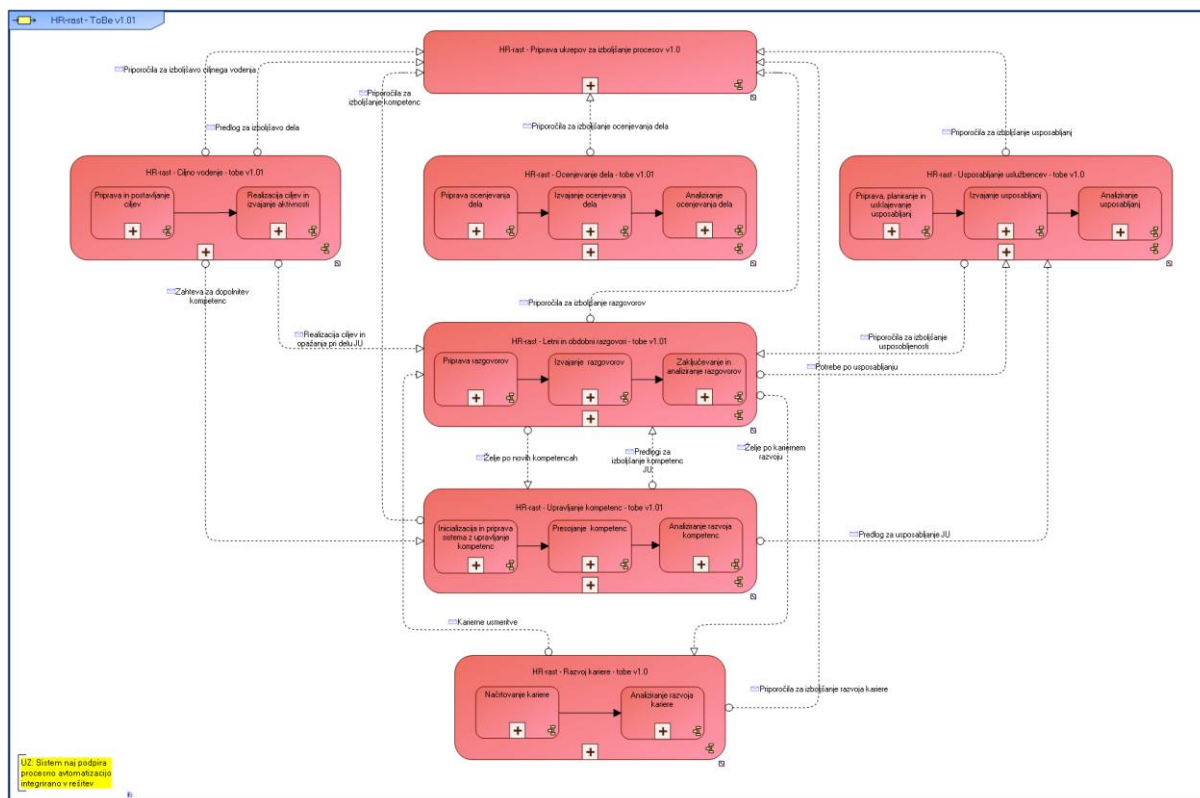 HR-rast - ToBe v1.01
HR-rast - Priprava ukrepov za izboljšanje procesov v1.0
Priporočila za izboljšavo ciljnega vodenja
Priporočila za
izboljšanje kompetenc
Predlog za izboljšavo dela
Priporočila za izboljšanje ocenjevanja dela
Priporočila za izboljšanje usposabljanj
HR-rast - Ciljno vodenje - tobe v1.01
Priprava in postavljanje
ciljev
Realizacija ciljev in
izvajanje aktivnosti
HR-rast - Ocenjevanje dela - tobe v1.01
Priprava ocenjevanja
dela
Izvajanje ocenjevanja
dela
Analiziranje
ocenjevanja dela
HR-rast - Usposabljanje uslužbencev - tobe v1.0
Priprava, planiranje in
usklajevanje
usposabljanj
Izvajanje usposabljanj
Analiziranje
usposabljanj
Zahteva za dopolnitev
kompetenc
Priporočila za izboljšanje razgovorov
Realizacija ciljev in
opažanja pri delu JU
Priporočila za izboljšanje
usposobljenosti
HR-rast - Letni in obdobni razgovori - tobe v1.01
Priprava razgovorov
Izvajanje razgovorov
Zaključevanje in
analiziranje razgovorov
Potrebe po usposabljanju
Želje po novih kompetencah
Predlogi za
izboljšanje kompetenc
JU:
Želje po kariernem
razvoju
HR-rast - Upravljanje kompetenc - tobe v1.01
Inicializacija in priprava
sistema z upravljanje
kompetenc
Presojanje kompetenc
Analiziranje razvoja
kompetenc
Predlog za usposabljanje JU
Karierne usmeritve
HR-rast - Razvoj kariere - tobe v1.0
Načrtovanje kariere
Analiziranje razvoja
kariere
Priporočila za izboljšanje razvoja kariere
UZ: Sistem naj podpira
procesno avtomatizacijo
integrirano v rešitev